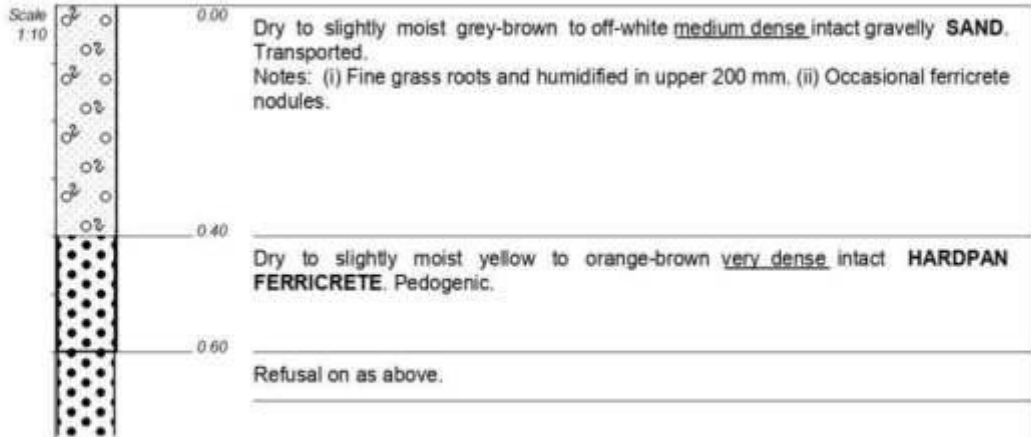 Scale
1:10
0.00
Dry to slightly moist grey-brown to off-white medium dense intact gravelly SAND.
Transported.
Notes: (i) Fine grass roots and humidified in upper 200 mm. (ii) Occasional ferricrete
nodules.
0.40
Dry to slightly moist yellow to orange-brown very dense intact HARDPAN
FERRICRETE. Pedogenic.
0.60
Refusal on as above.